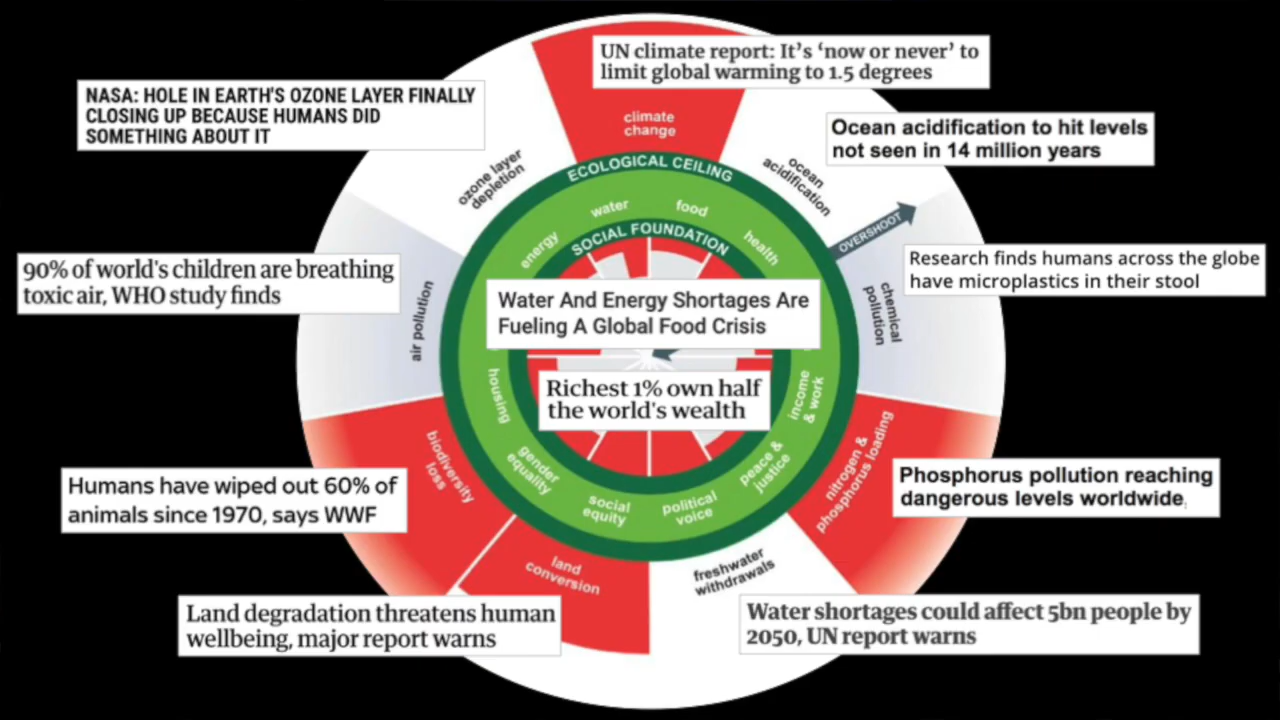 UN climate report: It's 'now or never' to
limit global warming to 1.5 degrees
NASA: HOLE IN EARTH'S OZONE LAYER FINALLY
CLOSING UP BECAUSE HUMANS DID
SOMETHING ABOUT IT
climate
change
Ocean acidification to hit levels
not seen in 14 million years
ozone layer
depletion
ECOLOGICAL CEILING
ocean
acidification
water
food
energy
SOCIAL FOUNDATION
health
OVERSHOOT
90% of world's children are breathing
toxic air, WHO study finds
Research finds humans across the globe
have microplastics in their stool
air pollution
Water And Energy Shortages Are
Fueling A Global Food Crisis
chemical
pollution
housing
Richest 1% own half
the world's wealth
income
& work
biodiversity
loss
gender
equality
peace &
justice
nitrogen &
phosphorus loading
Humans have wiped out 60% of
animals since 1970, says WWF
Phosphorus pollution reaching
dangerous levels worldwide
social
equity
political
voice
land
conversion
freshwater
withdrawals
Land degradation threatens human
wellbeing, major report warns
Water shortages could affect 5bn people by
2050, UN report warns